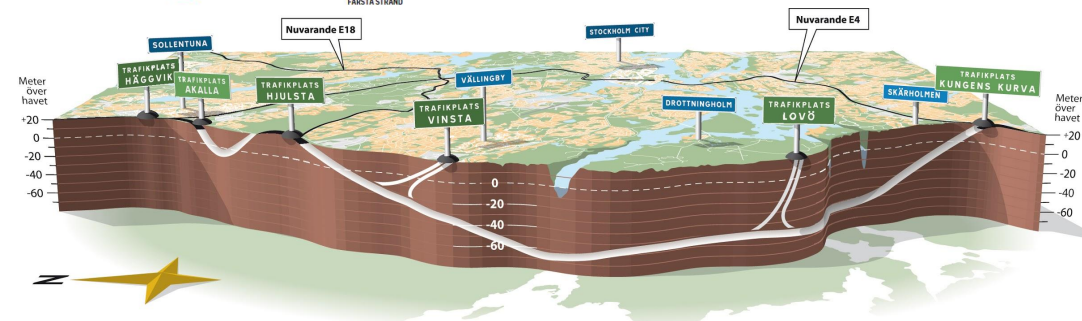 FARSTA STRAND
Nuvarande E18
Nuvarande E4
STOCKHOLM CITY
SOLLENTUNA
TRAFIKPLATS
HÄGGVIK
TRAFIKPLATS
AKALLA
TRAFIKPLATS
HJULSTA
VÄLLINGBY
TRAFIKPLATS
VINSTA
DROTTNINGHOLM
TRAFIKPLATS
LOVÖ
SKÄRHOLMEN
TRAFIKPLATS
KUNGENS KURVA
Meter
över
havet
+20
0
-20
-40
-60
0
-20
-40
-60
Meter
över
havet
+20
0
-20
-40
-60
N